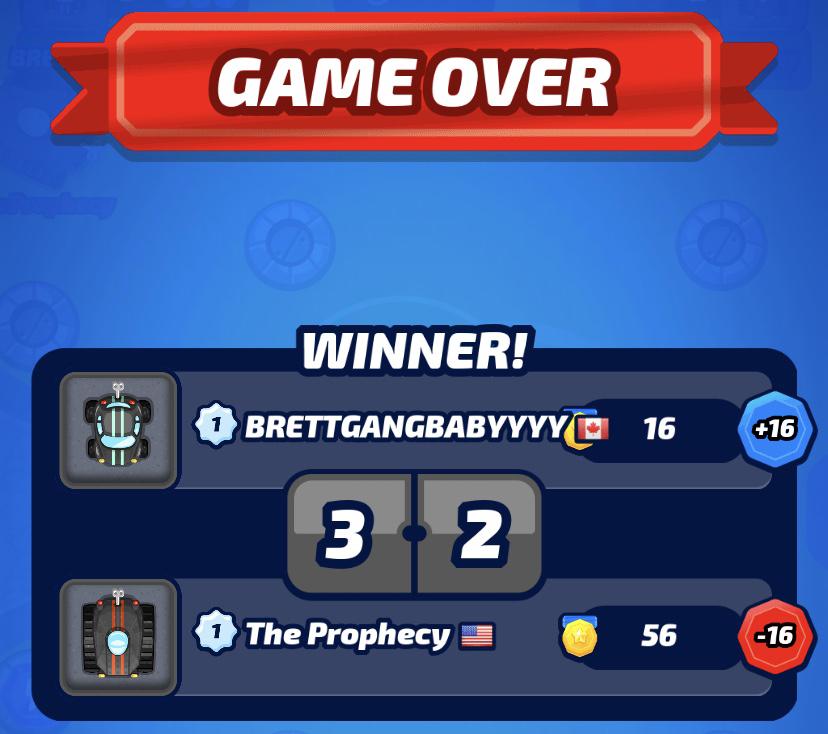 GAME OVER
WINNER!
1 BRETTGANGBABYYYY 16 +16
3 2
1 The Prophecy 56 -16